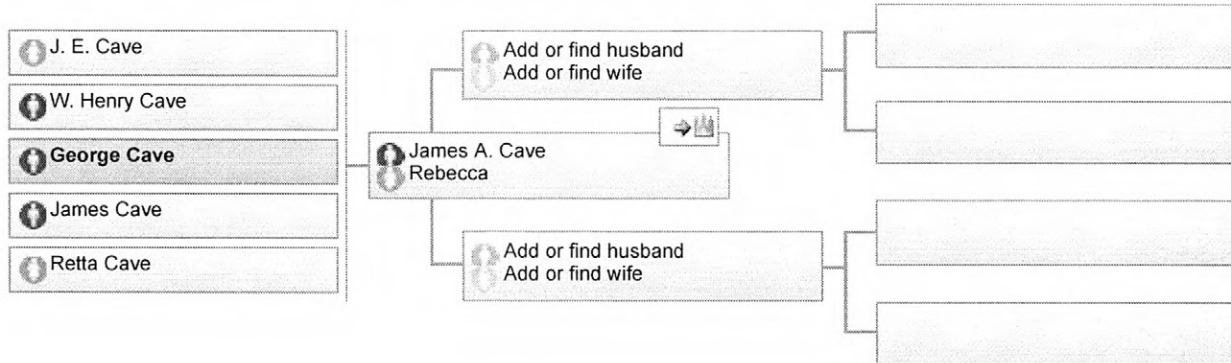 J. E. Cave
W. Henry Cave
George Cave
James Cave
Retta Cave
James A. Cave
Rebecca
Add or find husband
Add or find wife
Add or find husband
Add or find wife